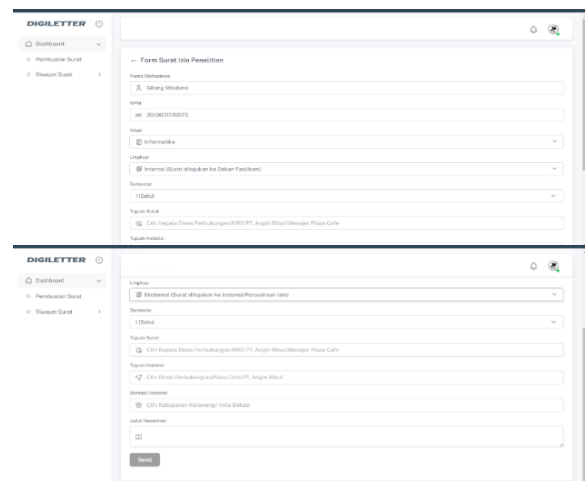 DIGILETTER
Dashboard
Pembuatan Surat
Riwayat Surat
← Form Surat Izin Penelitian
Nama Mahasiswa
Gilang Maulana
NPM
2010631170075
Prodi
Informatika
Lingkup
Internal (Surat ditujukan ke Dekan Fasilkom)
Semester
1 (Satu)
Tujuan Surat
Cth: Kepala Dinas Perhubungan/HRD PT. Angin Ribut/Manajer Plaza Cafe
Tujuan Instansi
DIGILETTER
Dashboard
Pembuatan Surat
Riwayat Surat
Lingkup
Eksternal (Surat ditujukan ke Instansi/Perusahaan lain)
Semester
1 (Satu)
Tujuan Surat
Cth: Kepala Dinas Perhubungan/HRD PT. Angin Ribut/Manajer Plaza Cafe
Tujuan Instansi
Cth: Dinas Perhubungan/Plaza Cafe/PT. Angin Ribut
Domisili Instansi
Cth: Kabupaten Karawang/ Kota Bekasi
Judul Penelitian
Send